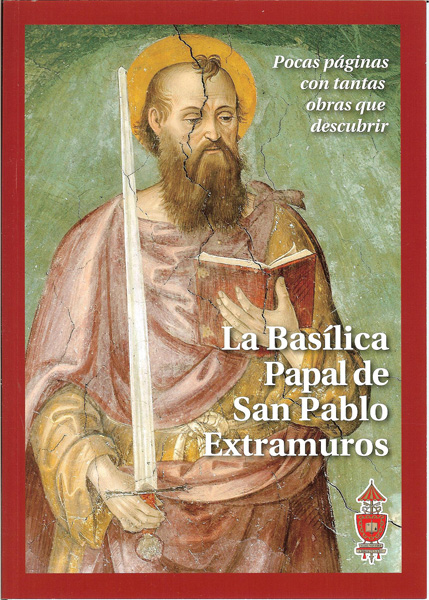 Pocas páginas
con tantas
obras que
descubrir
La Basílica
Papal de
San Pablo
Extramuros